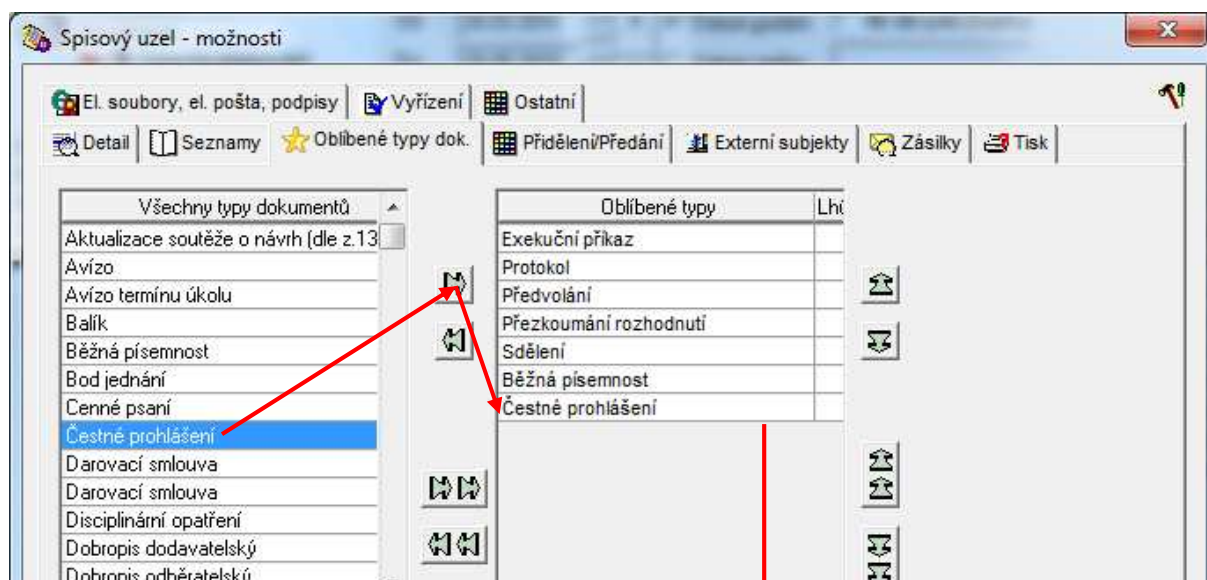 Spisový uzel - možnosti
El. soubory, el. pošta, podpisy
Vyřízení
Ostatní
Detail
Seznamy
Oblíbené typy dok.
Přidělení/Předání
Externí subjekty
Zásilky
Tisk
Všechny typy dokumentů
Aktualizace soutěže o návrh (dle z.13
Avízo
Avízo termínu úkolu
Balík
Běžná písemnost
Bod jednání
Cenné psaní
Čestné prohlášení
Darovací smlouva
Darovací smlouva
Disciplinární opatření
Dobropis dodavatelský
Dobropis odběratelský
Oblíbené typy
Lhů
Exekuční příkaz
Protokol
Předvolání
Přezkoumání rozhodnutí
Sdělení
Běžná písemnost
Čestné prohlášení